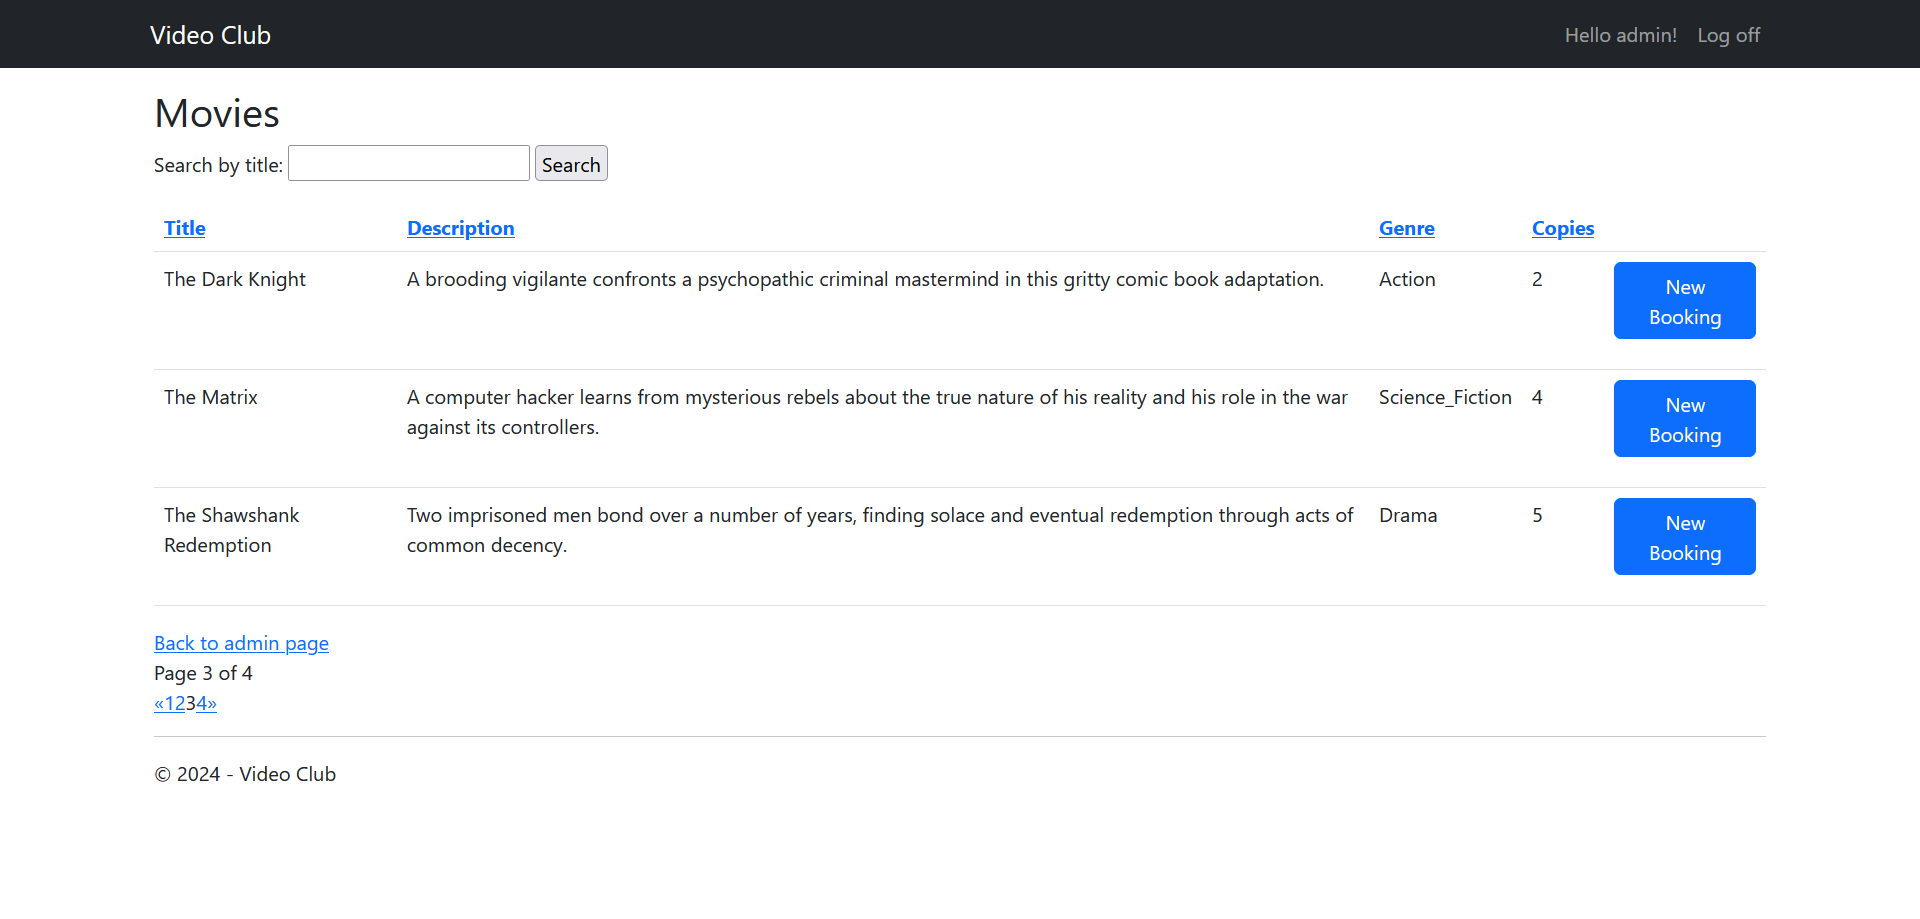 Video Club
Hello admin! Log off
Movies
Search by title: Search
Title Description Genre Copies
The Dark Knight A brooding vigilante confronts a psychopathic criminal mastermind in this gritty comic book adaptation. Action 2 New
Booking
The Matrix A computer hacker learns from mysterious rebels about the true nature of his reality and his role in the war Science_Fiction 4 New
against its controllers. Booking
The Shawshank Two imprisoned men bond over a number of years, finding solace and eventual redemption through acts of Drama 5 New
Redemption common decency. Booking
Back to admin page
Page 3 of 4
«1234»
© 2024 - Video Club